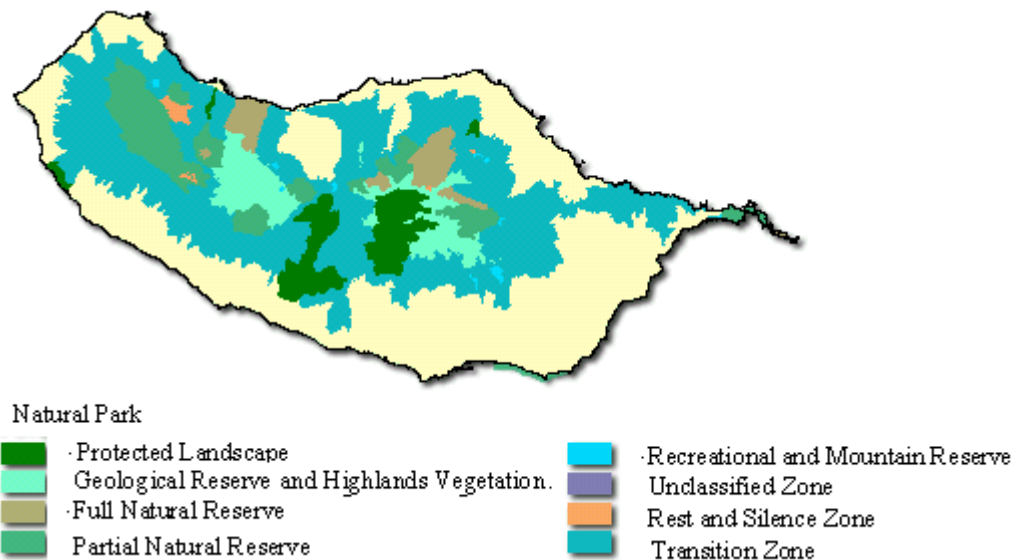 Natural Park
·Protected Landscape
Geological Reserve and Highlands Vegetation.
·Full Natural Reserve
Partial Natural Reserve
·Recreational and Mountain Reserve
Unclassified Zone
Rest and Silence Zone
Transition Zone